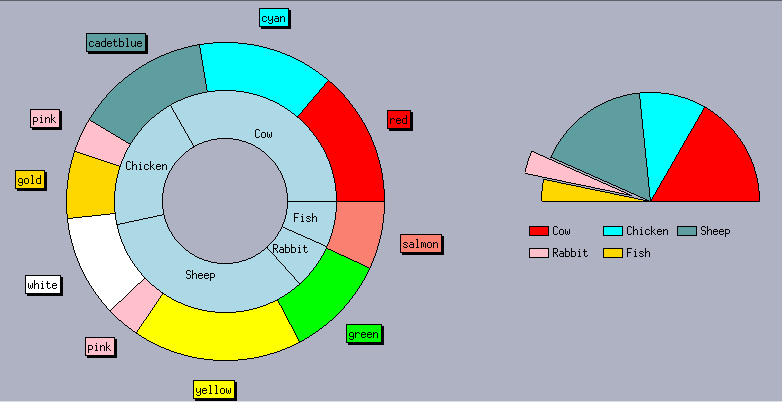 cyan
cadetblue
pink
red
Cow
Chicken
gold
Fish
salmon
Rabbit
Sheep
white
green
pink
yellow
Cow Chicken Sheep
Rabbit Fish